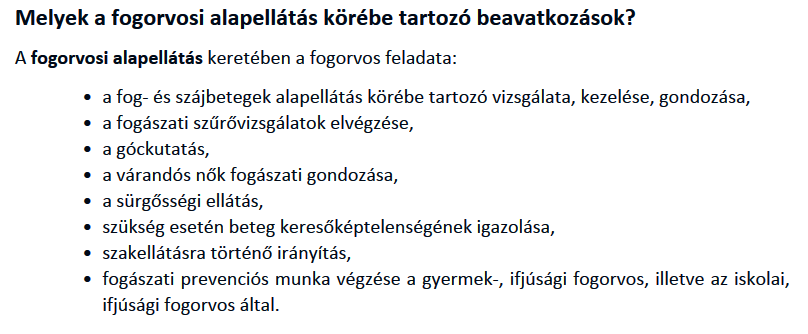 Melyek a fogorvosi alapellátás körébe tartozó beavatkozások?
A fogorvosi alapellátás keretében a fogorvos feladata:
• a fog- és szájbetegek alapellátás körébe tartozó vizsgálata, kezelése, gondozása,
• a fogászati szűrővizsgálatok elvégzése,
• a góckutatás,
• a várandós nők fogászati gondozása,
• a sürgősségi ellátás,
• szükség esetén beteg keresőképtelenségének igazolása,
• szakellátásra történő irányítás,
• fogászati prevenciós munka végzése a gyermek-, ifjúsági fogorvos, illetve az iskolai,
ifjúsági fogorvos által.